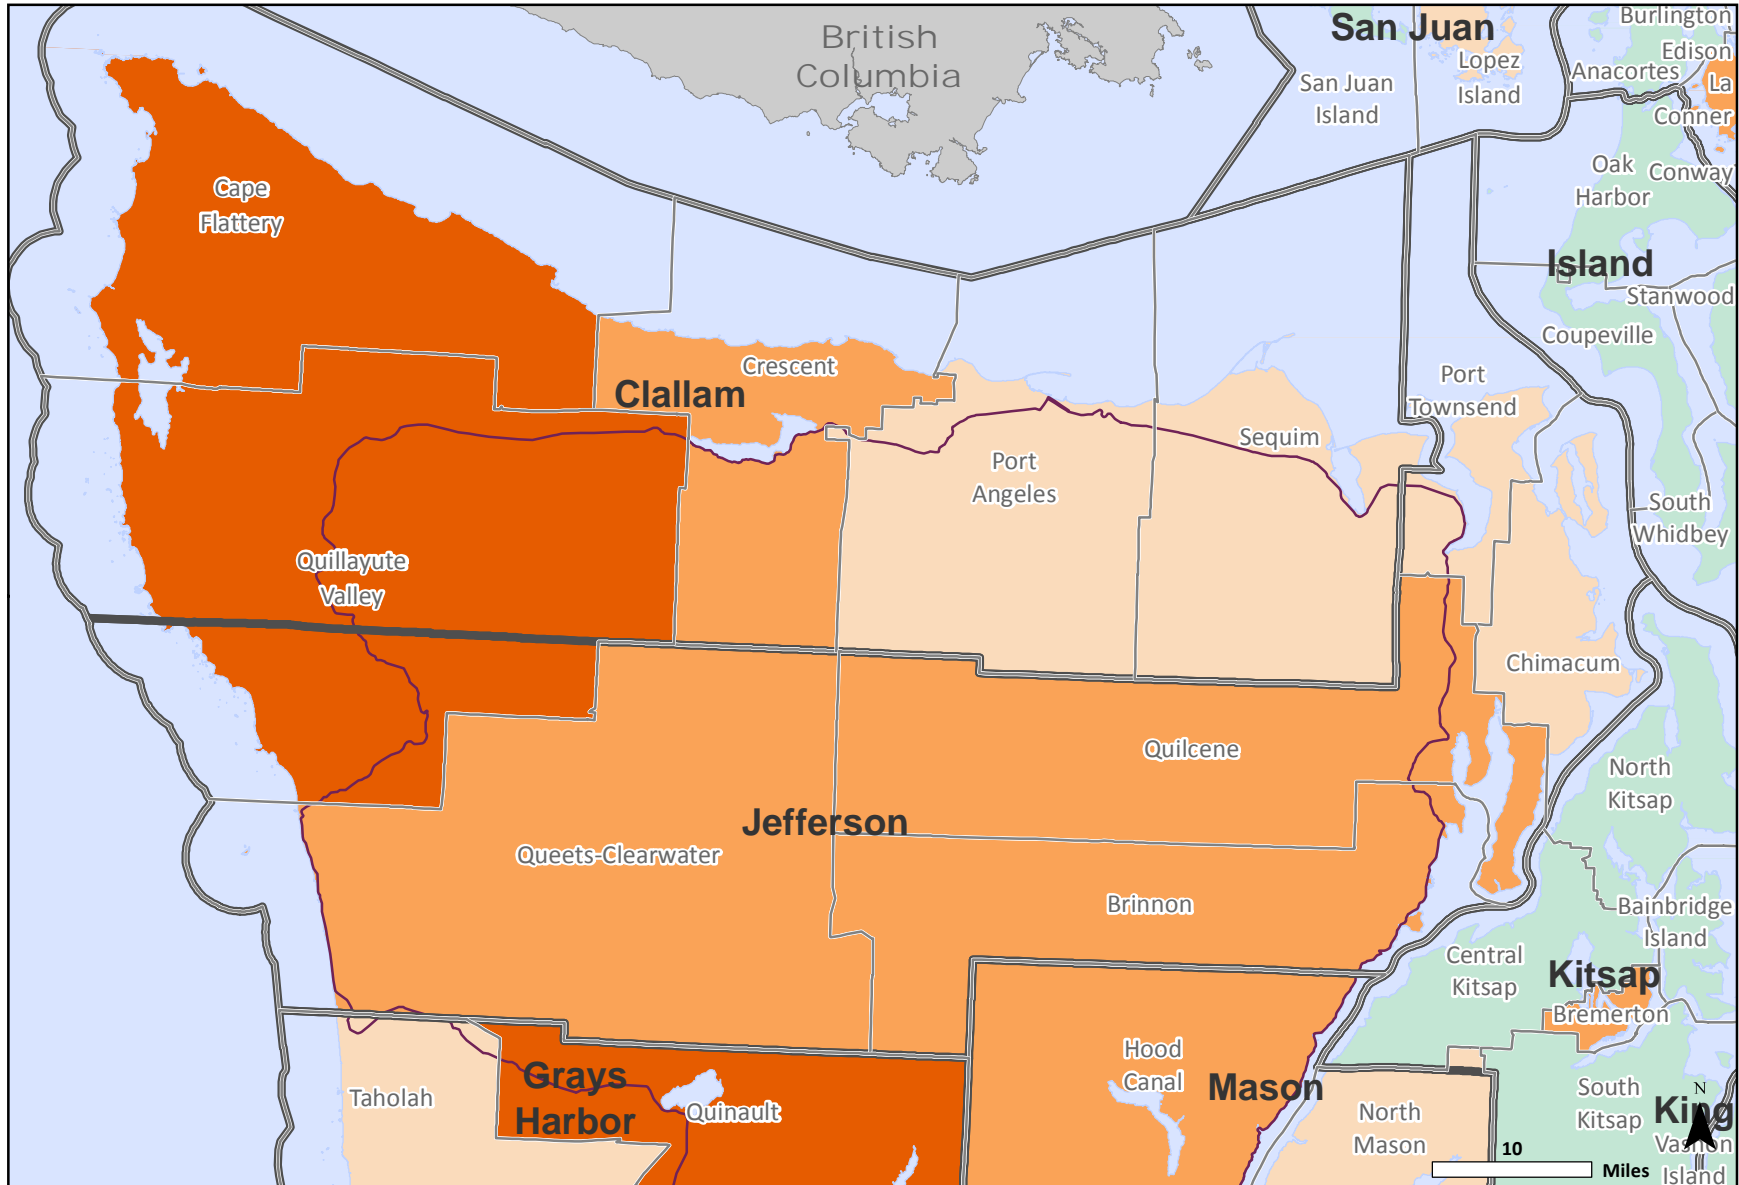 British
Columbia
San Juan
San Juan
Island
Lopez
Island
Burlington
Edison
Anacortes
La
Conner
Oak
Harbor
Conway
Cape
Flattery
Island
Stanwood
Coupeville
Crescent
Clallam
Port
Townsend
Sequim
Port
Angeles
South
Whidbey
Quillayute
Valley
Chimacum
Quilcene
North
Kitsap
Jefferson
Queets-Clearwater
Brinnon
Bainbridge
Island
Central
Kitsap
Kitsap
Bremerton
Hood
Canal
Mason
Grays
Harbor
Taholah
Quinault
North
Mason
South
Kitsap
N
King
Vashon
Island
10
Miles